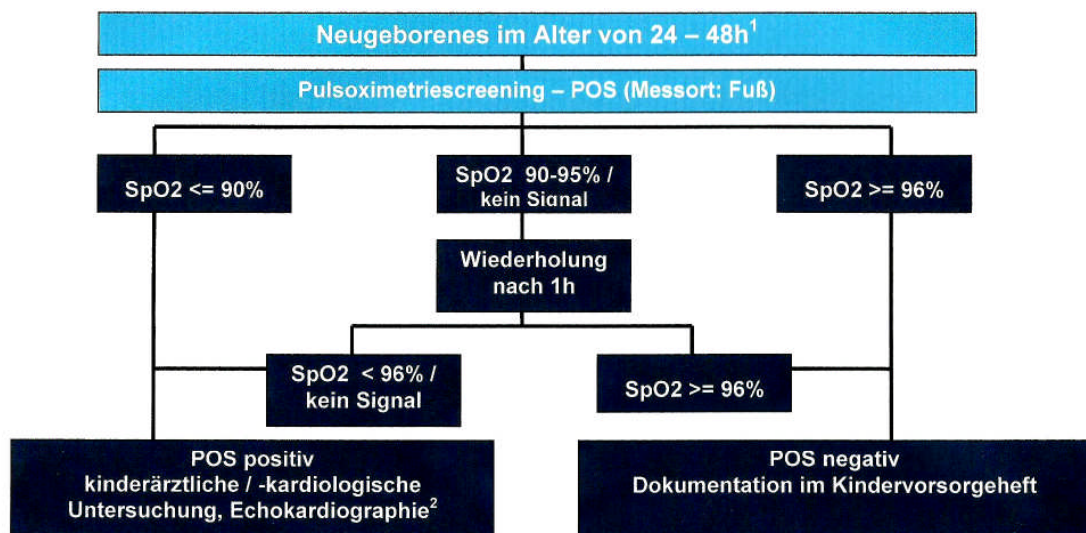 Neugeborenes im Alter von 24 – 48h¹
Pulsoximetriescreening – POS (Messort: Fuß)
SpO2 <= 90%
SpO2 90-95% /
kein Signal
SpO2 >= 96%
Wiederholung
nach 1h
SpO2 < 96% /
kein Signal
SpO2 >= 96%
POS positiv
kinderärztliche / -kardiologische
Untersuchung, Echokardiographie²
POS negativ
Dokumentation im Kindervorsorgeheft